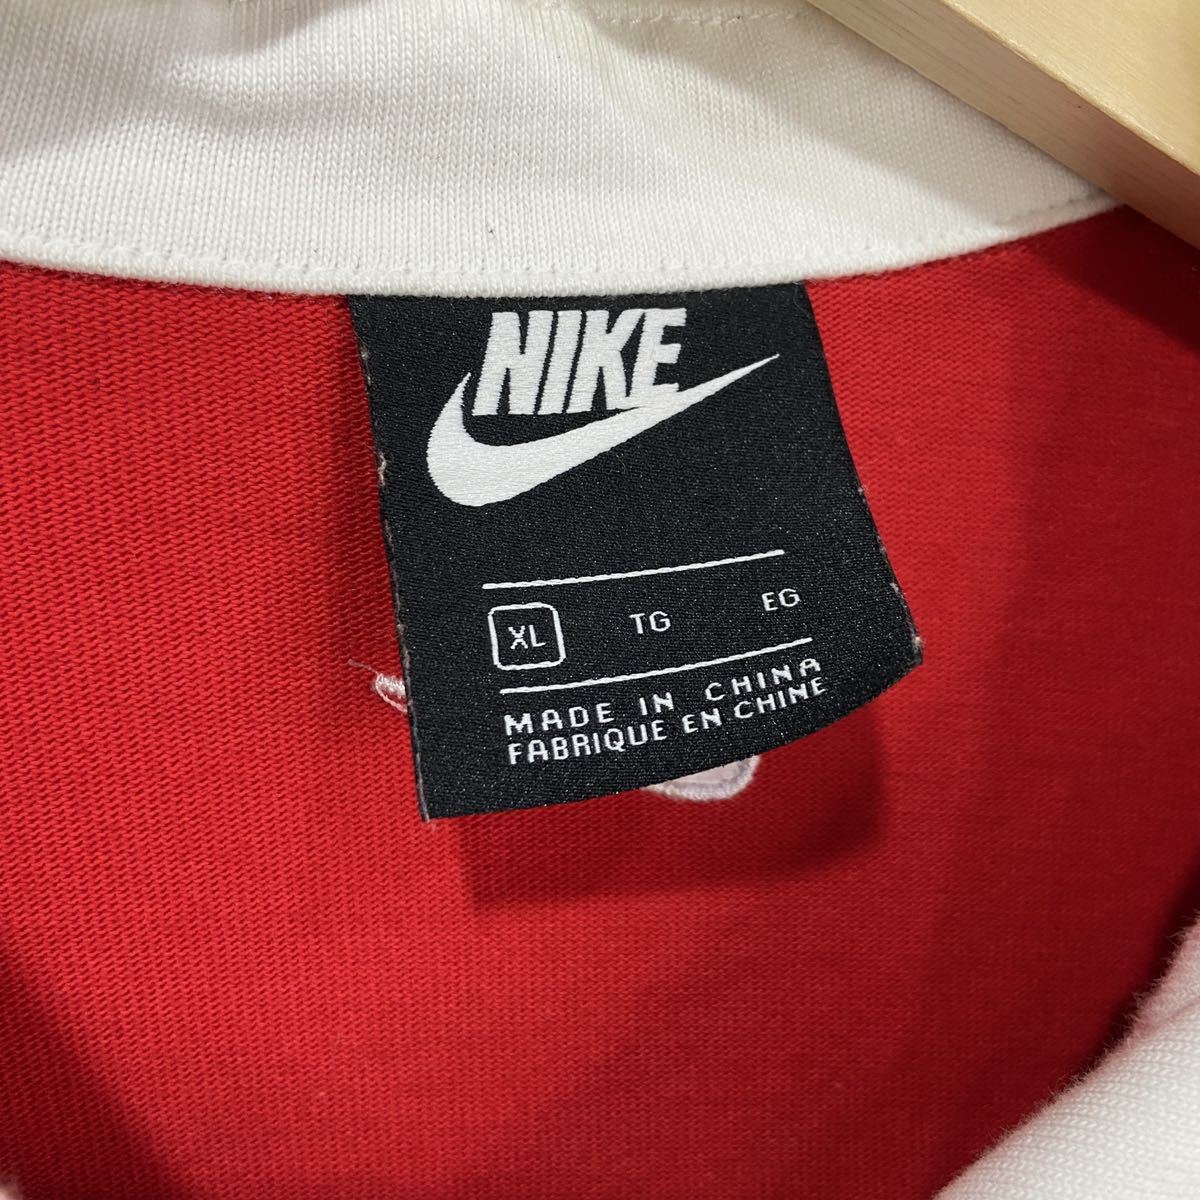 NIKE
XL TG EG
MADE IN CHINA
FABRIQUE EN CHINE